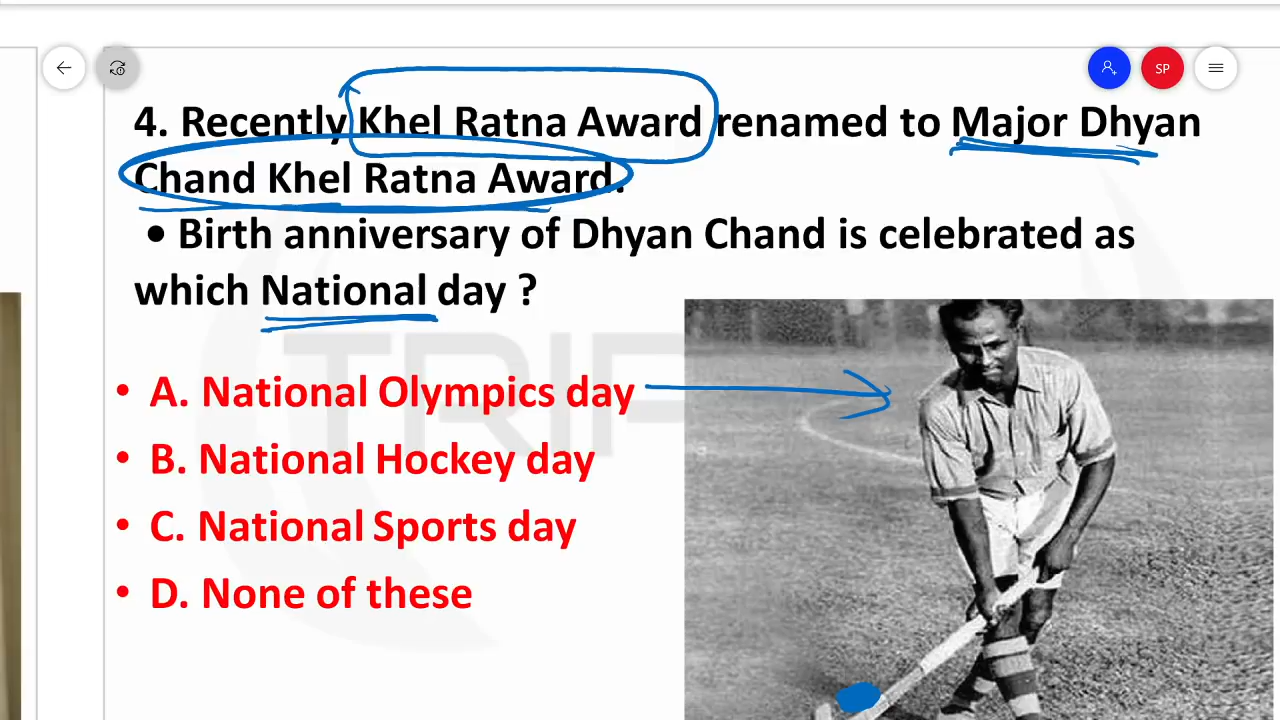 SP
4. Recently Khel Ratna Award renamed to Major Dhyan
Chand Khel Ratna Award.
• Birth anniversary of Dhyan Chand is celebrated as
which National day ?
• A. National Olympics day
• B. National Hockey day
• C. National Sports day
• D. None of these